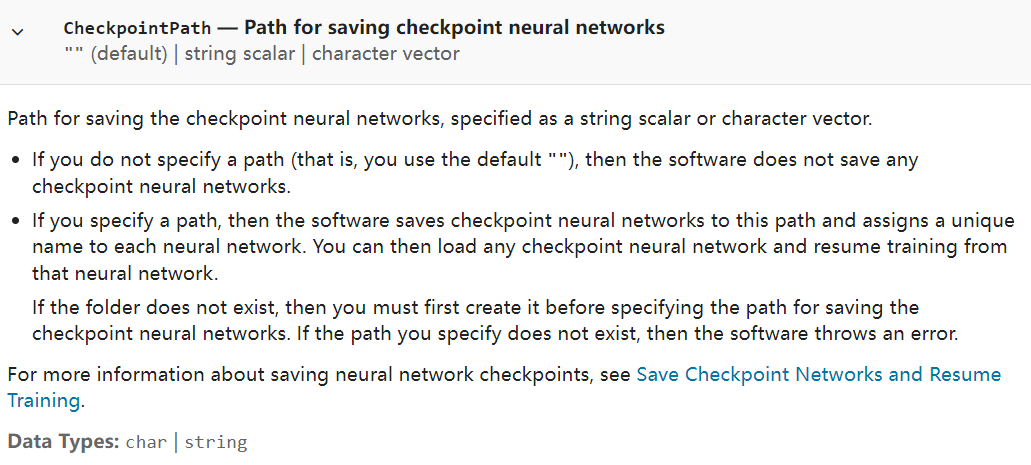 CheckpointPath — Path for saving checkpoint neural networks
"" (default) | string scalar | character vector
Path for saving the checkpoint neural networks, specified as a string scalar or character vector.
• If you do not specify a path (that is, you use the default ""), then the software does not save any
checkpoint neural networks.
• If you specify a path, then the software saves checkpoint neural networks to this path and assigns a unique
name to each neural network. You can then load any checkpoint neural network and resume training from
that neural network.
If the folder does not exist, then you must first create it before specifying the path for saving the
checkpoint neural networks. If the path you specify does not exist, then the software throws an error.
For more information about saving neural network checkpoints, see Save Checkpoint Networks and Resume
Training.
Data Types: char | string